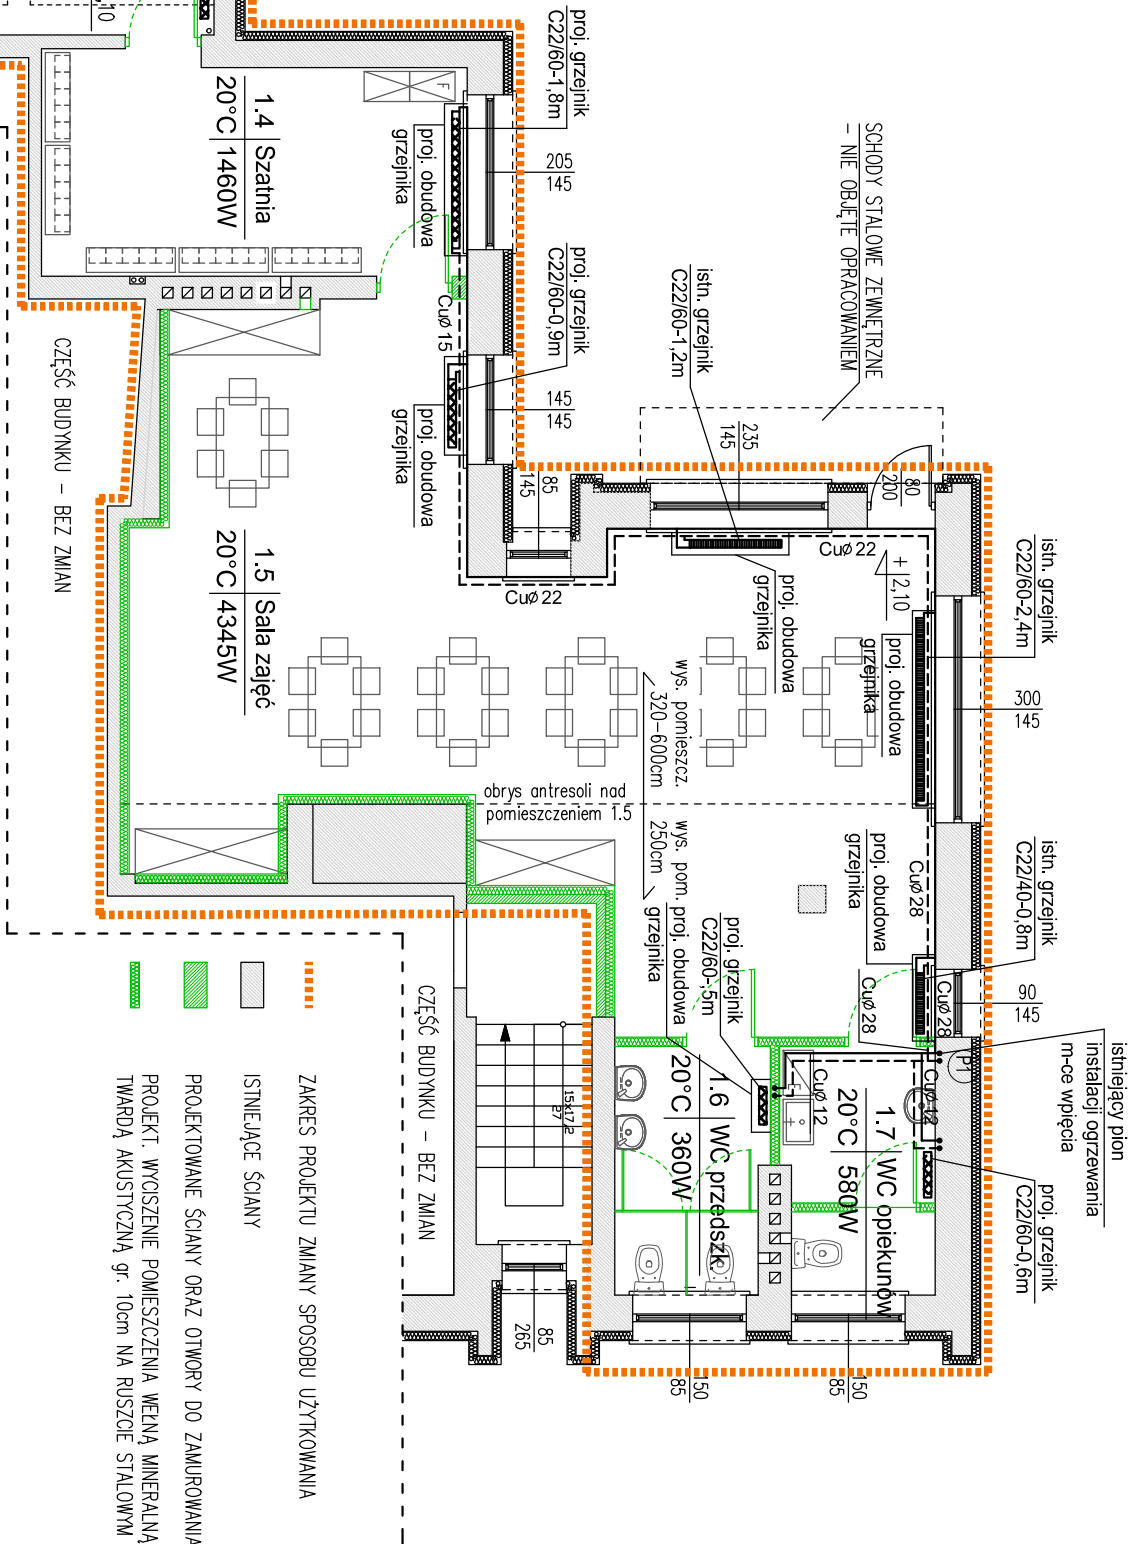 10
proj. grzejnik
C22/60-1,8m
205
145
F
1.4 Szatnia
20°C 1460W
proj. obudowa
grzejnika
SCHODY STALOWE ZEWNĘTRZNE
- NIE OBJĘTE OPRACOWANIEM
proj. grzejnik
C22/60-0,9m
145
145
istn. grzejnik
C22/60-1,2m
Cuø 15
proj. obudowa
grzejnika
235
145
85
145
80
200
Cuø 22
Cuø 22
+ 2,10
proj. obudowa
grzejnika
istn. grzejnik
C22/60-2,4m
proj. obudowa
grzejnika
300
145
CZĘŚĆ BUDYNKU - BEZ ZMIAN
1.5 Sala zajęć
20°C 4345W
wys. pomieszcz.
320-600cm
obrys antresoli nad
pomieszczeniem 1.5
wys. pom.
250cm
proj. obudowa
grzejnika
Cuø 28
istn. grzejnik
C22/40-0,8m
proj. obudowa
grzejnika
proj. grzejnik
C22/60-,5m
Cuø 28
Cuø 28
90
145
istniejący pion
instalacji ogrzewania
m-ce wpięcia
P1
Cuø 12
Cuø 12
1.6 WC przedszk.
20°C 360W
1.7 WC opiekunów
20°C 580W
proj. grzejnik
C22/60-0,6m
15x17,2
27
CZĘŚĆ BUDYNKU - BEZ ZMIAN
85
265
150
85
150
85
ZAKRES PROJEKTU ZMIANY SPOSOBU UŻYTKOWANIA
ISTNIEJĄCE ŚCIANY
PROJEKTOWANE ŚCIANY ORAZ OTWORY DO ZAMUROWANIA
PROJEKT. WYCISZENIE POMIESZCZENIA WEŁNĄ MINERALNĄ
TWARDĄ AKUSTYCZNĄ gr. 10cm NA RUSZCIE STALOWYM